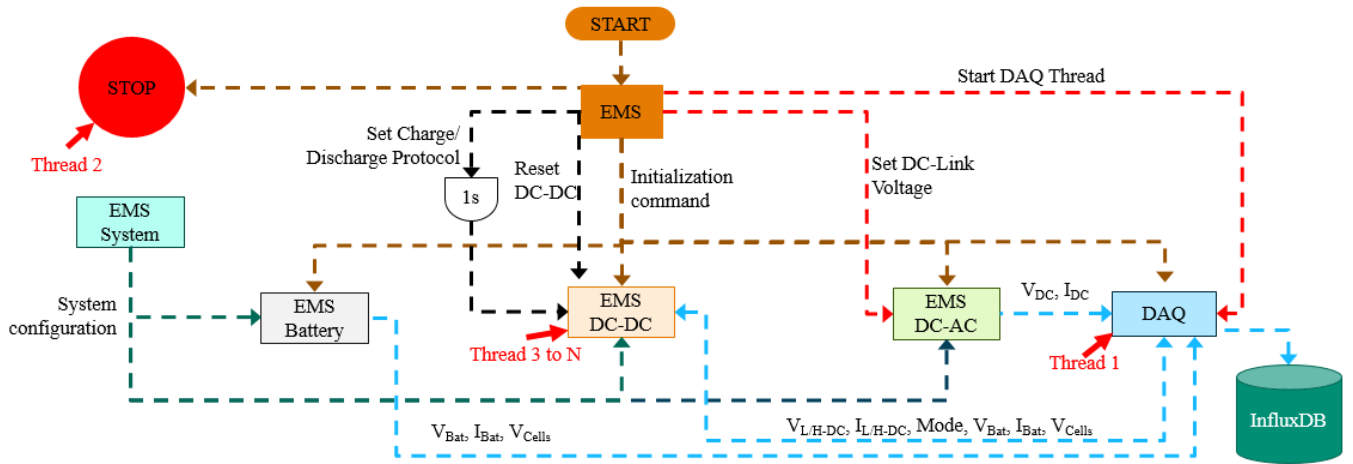 START
STOP
EMS
Start DAQ Thread
Set Charge/
Discharge Protocol
Thread 2
Reset
DC-DC
Initialization
command
Set DC-Link
Voltage
1s
EMS
System
System
configuration
EMS
Battery
EMS
DC-DC
EMS
DC-AC
V_DC, I_DC
DAQ
Thread 3 to N
Thread 1
V_Bat, I_Bat, V_Cells
V_L/H-DC, I_L/H-DC, Mode, V_Bat, I_Bat, V_Cells
InfluxDB